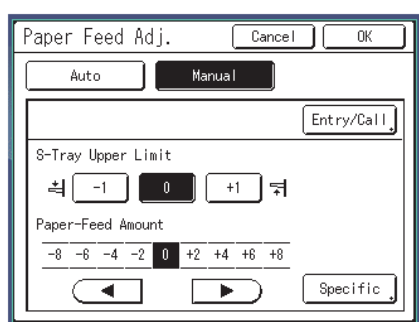 Paper Feed Adj. Cancel OK
Auto Manual
Entry/Call
S-Tray Upper Limit
-1 0 +1
Paper-Feed Amount
-8 -6 -4 -2 0 +2 +4 +6 +8
Specific